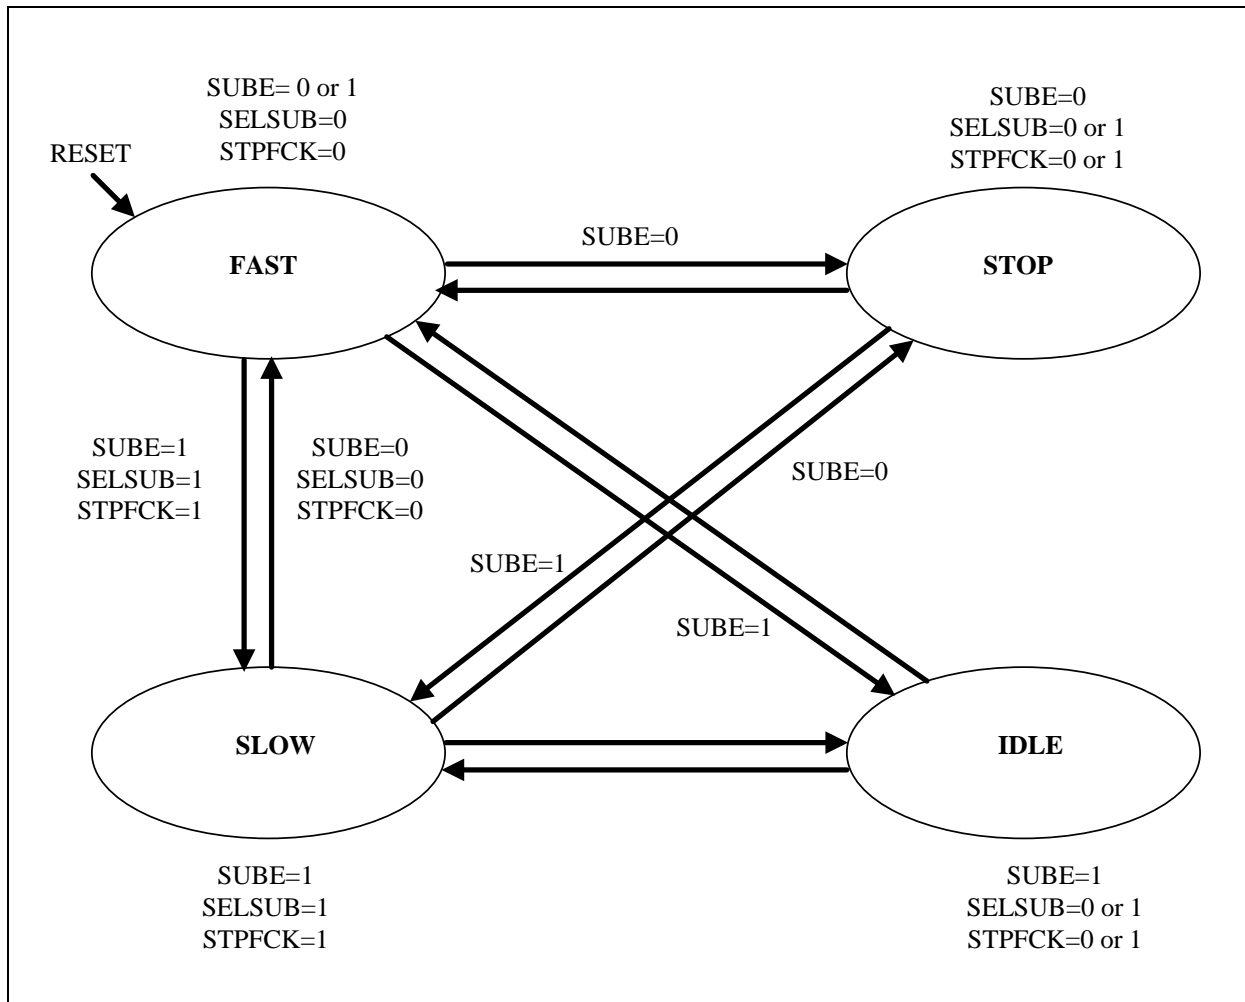 SUBE= 0 or 1
SELSUB=0
STPFCK=0
SUBE=0
SELSUB=0 or 1
STPFCK=0 or 1
RESET
FAST
SUBE=0
STOP
SUBE=1
SELSUB=1
STPFCK=1
SUBE=0
SELSUB=0
STPFCK=0
SUBE=0
SUBE=1
SUBE=1
SLOW
IDLE
SUBE=1
SELSUB=1
STPFCK=1
SUBE=1
SELSUB=0 or 1
STPFCK=0 or 1